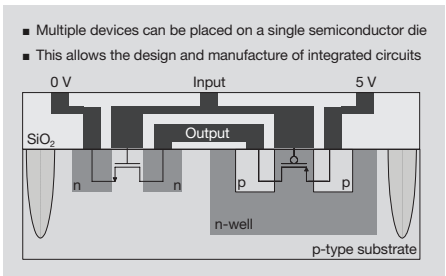 ▪ Multiple devices can be placed on a single semiconductor die
▪ This allows the design and manufacture of integrated circuits
0 V Input 5 V
SiO₂ Output
n n p p
n-well
p-type substrate